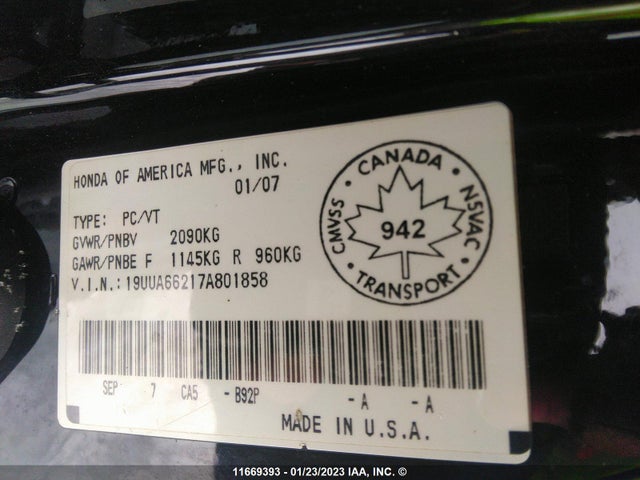 HONDA OF AMERICA MFG., INC.
01/07
TYPE: PC/VT
GVWR/PNBV 2090KG
GAWR/PNBE F 1145KG R 960KG
V.I.N.:19UUA66217A801858
CANADA
CMVSS
942
NSVAC
TRANSPORT
SEP 7 CA5 -B92P -A -A
MADE IN U.S.A.
11669393 - 01/23/2023 IAA, INC. ©